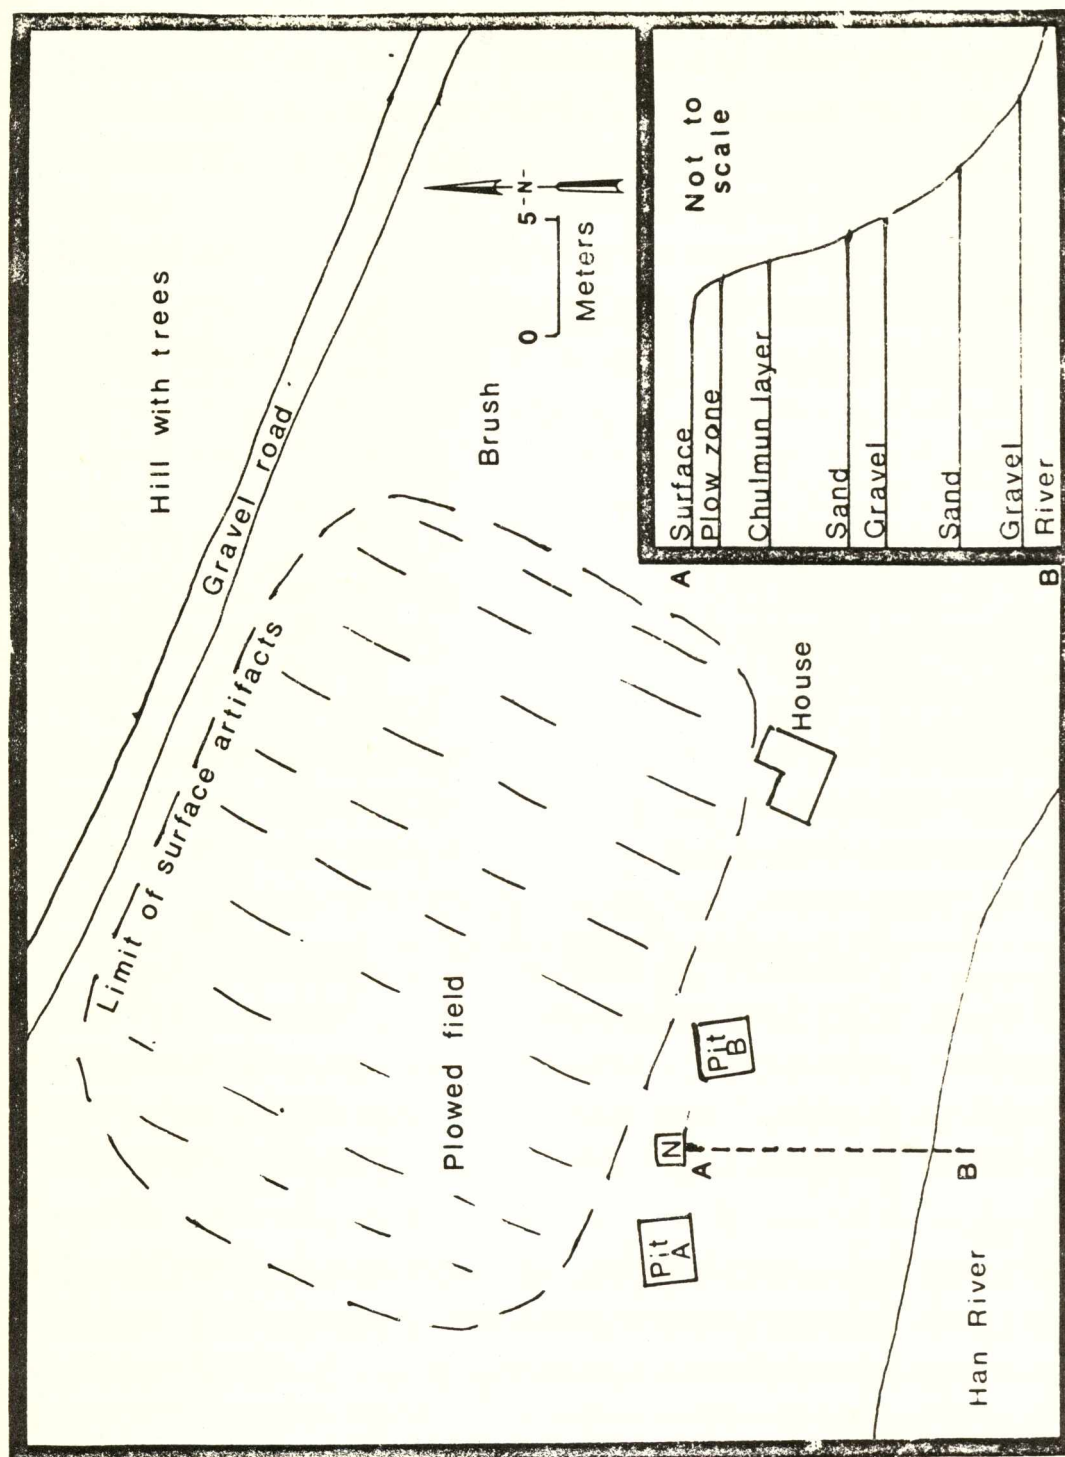 Hill with trees
Gravel road
Limit of surface artifacts
Brush
Plowed field
0
5
Meters
-N-
House
Pit
A
Pit
B
N
A
B
Han River
Not to
scale
A
Surface
Plow zone
Chulmun layer
Sand
Gravel
Sand
Gravel
River
B